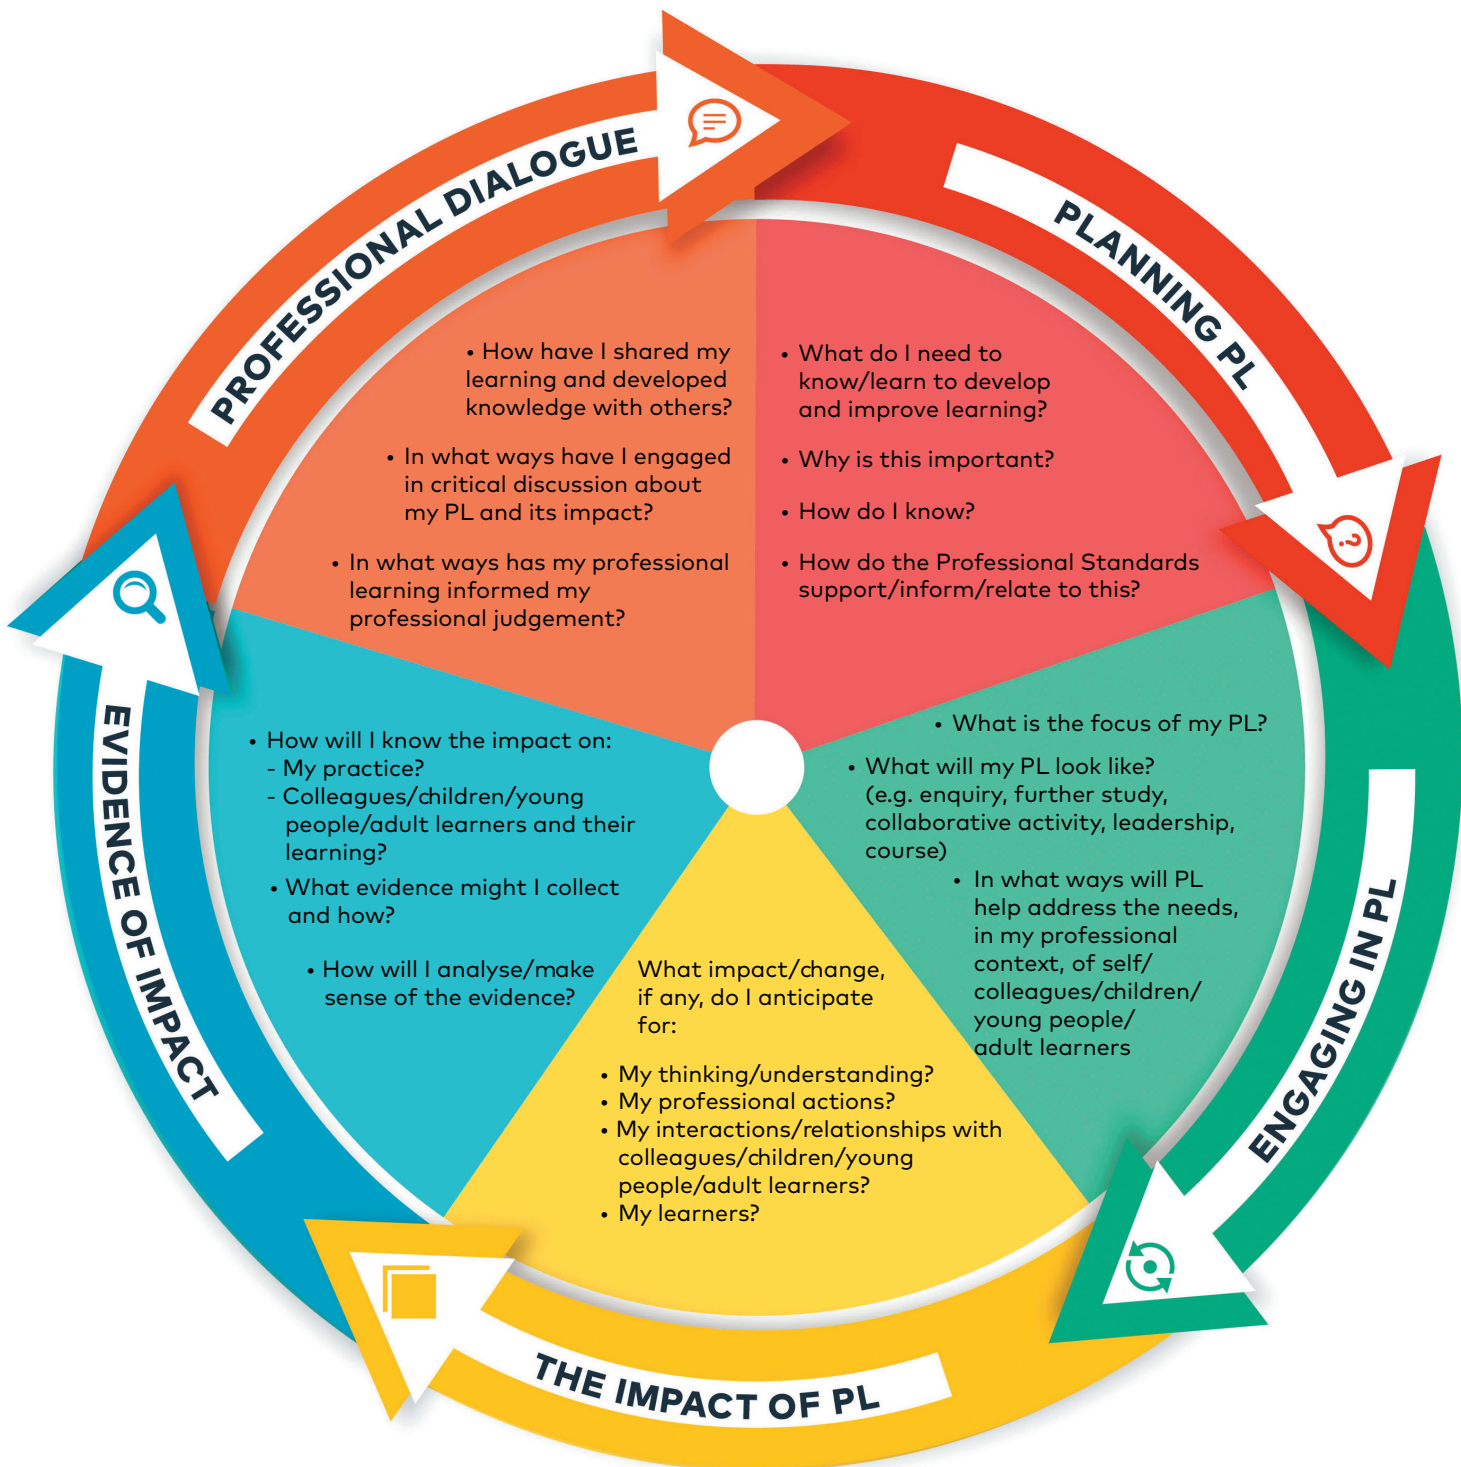 PROFESSIONAL DIALOGUE
• How have I shared my
learning and developed
knowledge with others?
• In what ways have I engaged
in critical discussion about
my PL and its impact?
• In what ways has my professional
learning informed my
professional judgement?
PLANNING PL
• What do I need to
know/learn to develop
and improve learning?
• Why is this important?
• How do I know?
• How do the Professional Standards
support/inform/relate to this?
?
ENGAGING IN PL
• What is the focus of my PL?
• What will my PL look like?
(e.g. enquiry, further study,
collaborative activity, leadership,
course)
• In what ways will PL
help address the needs,
in my professional
context, of self/
colleagues/children/
young people/
adult learners
THE IMPACT OF PL
What impact/change,
if any, do I anticipate
for:
• My thinking/understanding?
• My professional actions?
• My interactions/relationships with
colleagues/children/young
people/adult learners?
• My learners?
EVIDENCE OF IMPACT
• How will I know the impact on:
- My practice?
- Colleagues/children/young
people/adult learners and their
learning?
• What evidence might I collect
and how?
• How will I analyse/make
sense of the evidence?